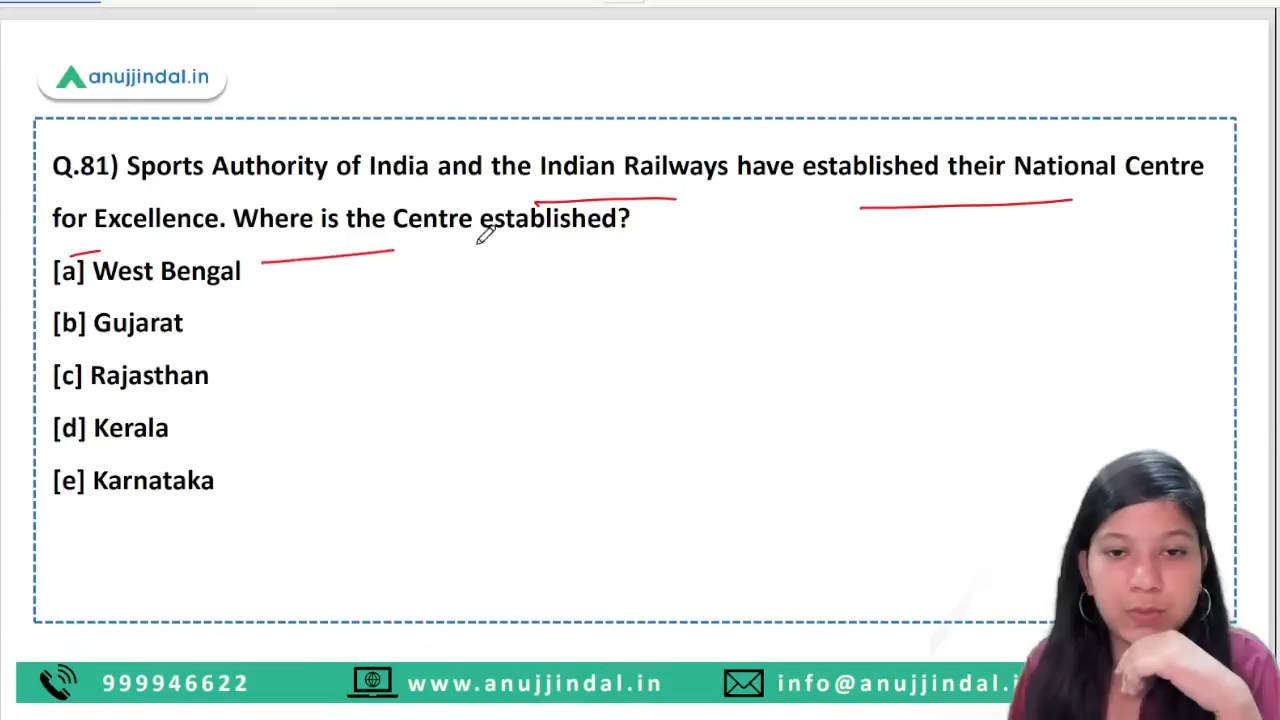 anujjindal.in
Q.81) Sports Authority of India and the Indian Railways have established their National Centre
for Excellence. Where is the Centre established?
[a] West Bengal
[b] Gujarat
[c] Rajasthan
[d] Kerala
[e] Karnataka
999946622 www.anujjindal.in info@anujjindal.i